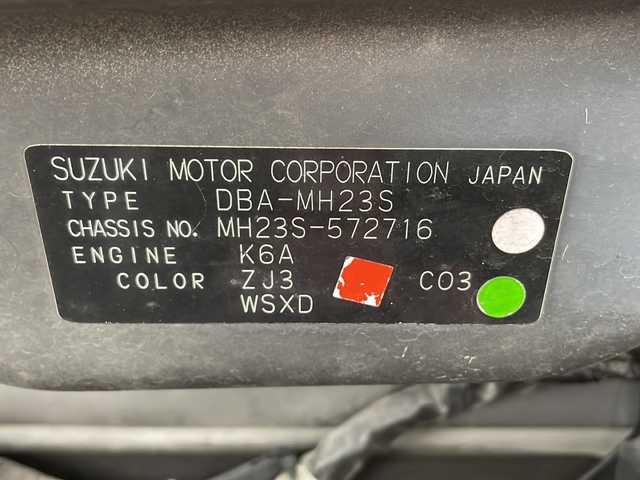 SUZUKI MOTOR CORPORATION JAPAN
TYPE DBA-MH23S
CHASSIS NO. MH23S-572716
ENGINE K6A
COLOR ZJ3 C03
WSXD